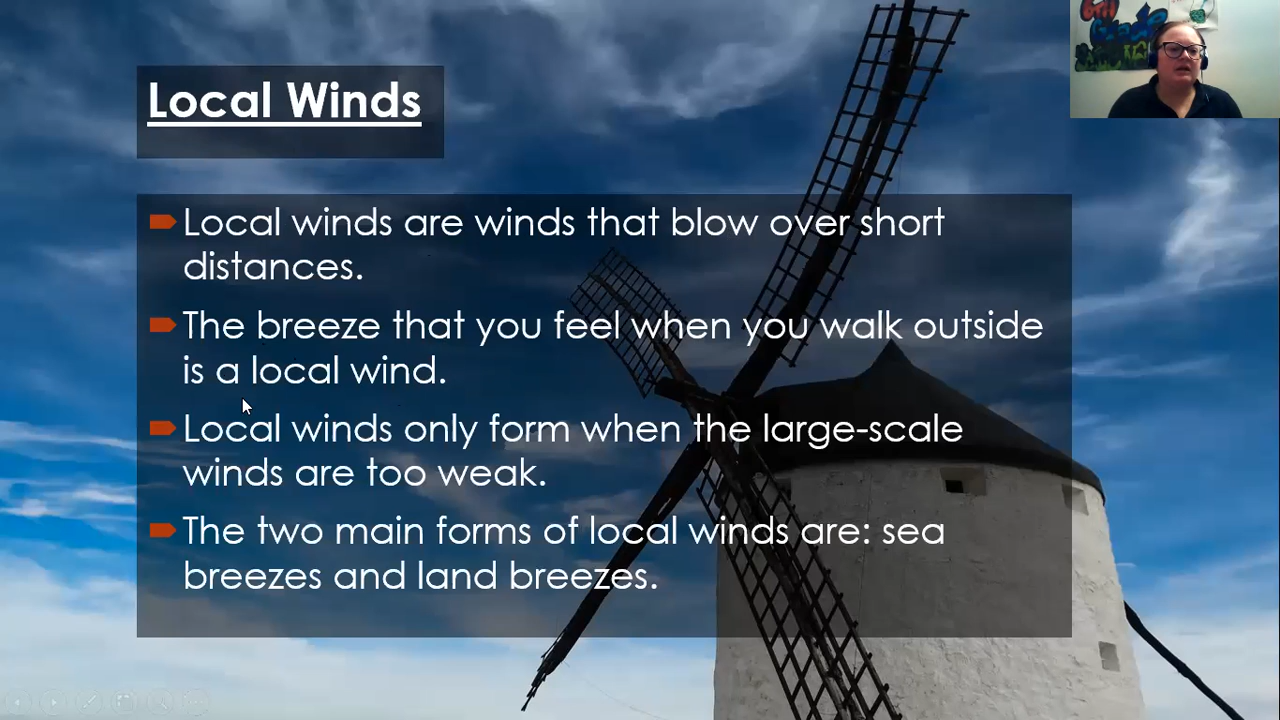 Local Winds
Local winds are winds that blow over short
distances.
The breeze that you feel when you walk outside
is a local wind.
Local winds only form when the large-scale
winds are too weak.
The two main forms of local winds are: sea
breezes and land breezes.